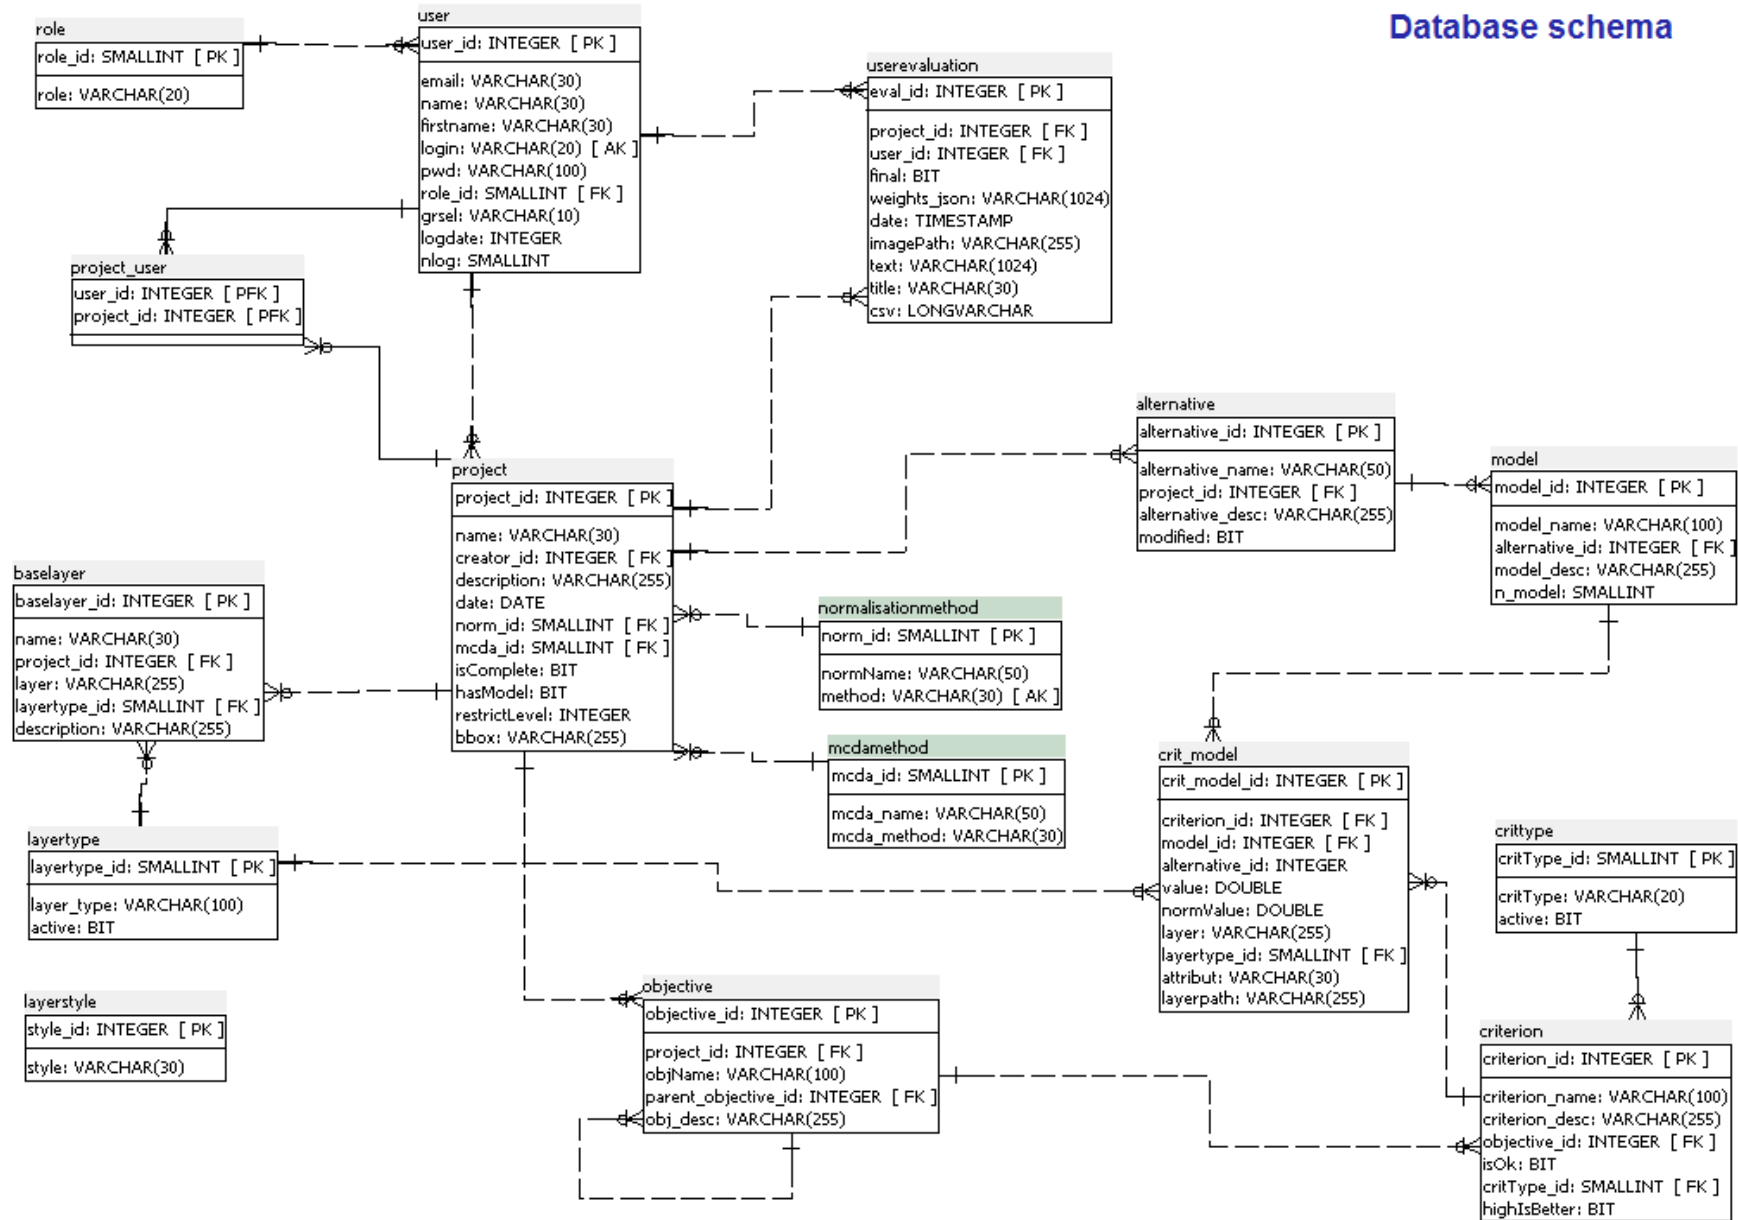 Database schema
role
role_id: SMALLINT [ PK ]
role: VARCHAR(20)
user
user_id: INTEGER [ PK ]
email: VARCHAR(30)
name: VARCHAR(30)
firstname: VARCHAR(30)
login: VARCHAR(20) [ AK ]
pwd: VARCHAR(100)
role_id: SMALLINT [ FK ]
grsel: VARCHAR(10)
logdate: INTEGER
nlog: SMALLINT
userevaluation
eval_id: INTEGER [ PK ]
project_id: INTEGER [ FK ]
user_id: INTEGER [ FK ]
final: BIT
weights_json: VARCHAR(1024)
date: TIMESTAMP
imagePath: VARCHAR(255)
text: VARCHAR(1024)
title: VARCHAR(30)
csv: LONGVARCHAR
project_user
user_id: INTEGER [ PFK ]
project_id: INTEGER [ PFK ]
project
project_id: INTEGER [ PK ]
name: VARCHAR(30)
creator_id: INTEGER [ FK ]
description: VARCHAR(255)
date: DATE
norm_id: SMALLINT [ FK ]
mcda_id: SMALLINT [ FK ]
isComplete: BIT
hasModel: BIT
restrictLevel: INTEGER
bbox: VARCHAR(255)
alternative
alternative_id: INTEGER [ PK ]
alternative_name: VARCHAR(50)
project_id: INTEGER [ FK ]
alternative_desc: VARCHAR(255)
modified: BIT
model
model_id: INTEGER [ PK ]
model_name: VARCHAR(100)
alternative_id: INTEGER [ FK ]
model_desc: VARCHAR(255)
n_model: SMALLINT
baselayer
baselayer_id: INTEGER [ PK ]
name: VARCHAR(30)
project_id: INTEGER [ FK ]
layer: VARCHAR(255)
layertype_id: SMALLINT [ FK ]
description: VARCHAR(255)
normalisationmethod
norm_id: SMALLINT [ PK ]
normName: VARCHAR(50)
method: VARCHAR(30) [ AK ]
mcdamethod
mcda_id: SMALLINT [ PK ]
mcda_name: VARCHAR(50)
mcda_method: VARCHAR(30)
crit_model
crit_model_id: INTEGER [ PK ]
criterion_id: INTEGER [ FK ]
model_id: INTEGER [ FK ]
alternative_id: INTEGER
value: DOUBLE
normValue: DOUBLE
layer: VARCHAR(255)
layertype_id: SMALLINT [ FK ]
attribut: VARCHAR(30)
layerpath: VARCHAR(255)
crittype
critType_id: SMALLINT [ PK ]
critType: VARCHAR(20)
active: BIT
layertype
layertype_id: SMALLINT [ PK ]
layer_type: VARCHAR(100)
active: BIT
layerstyle
style_id: INTEGER [ PK ]
style: VARCHAR(30)
objective
objective_id: INTEGER [ PK ]
project_id: INTEGER [ FK ]
objName: VARCHAR(100)
parent_objective_id: INTEGER [ FK ]
obj_desc: VARCHAR(255)
criterion
criterion_id: INTEGER [ PK ]
criterion_name: VARCHAR(100)
criterion_desc: VARCHAR(255)
objective_id: INTEGER [ FK ]
isOk: BIT
critType_id: SMALLINT [ FK ]
highIsBetter: BIT